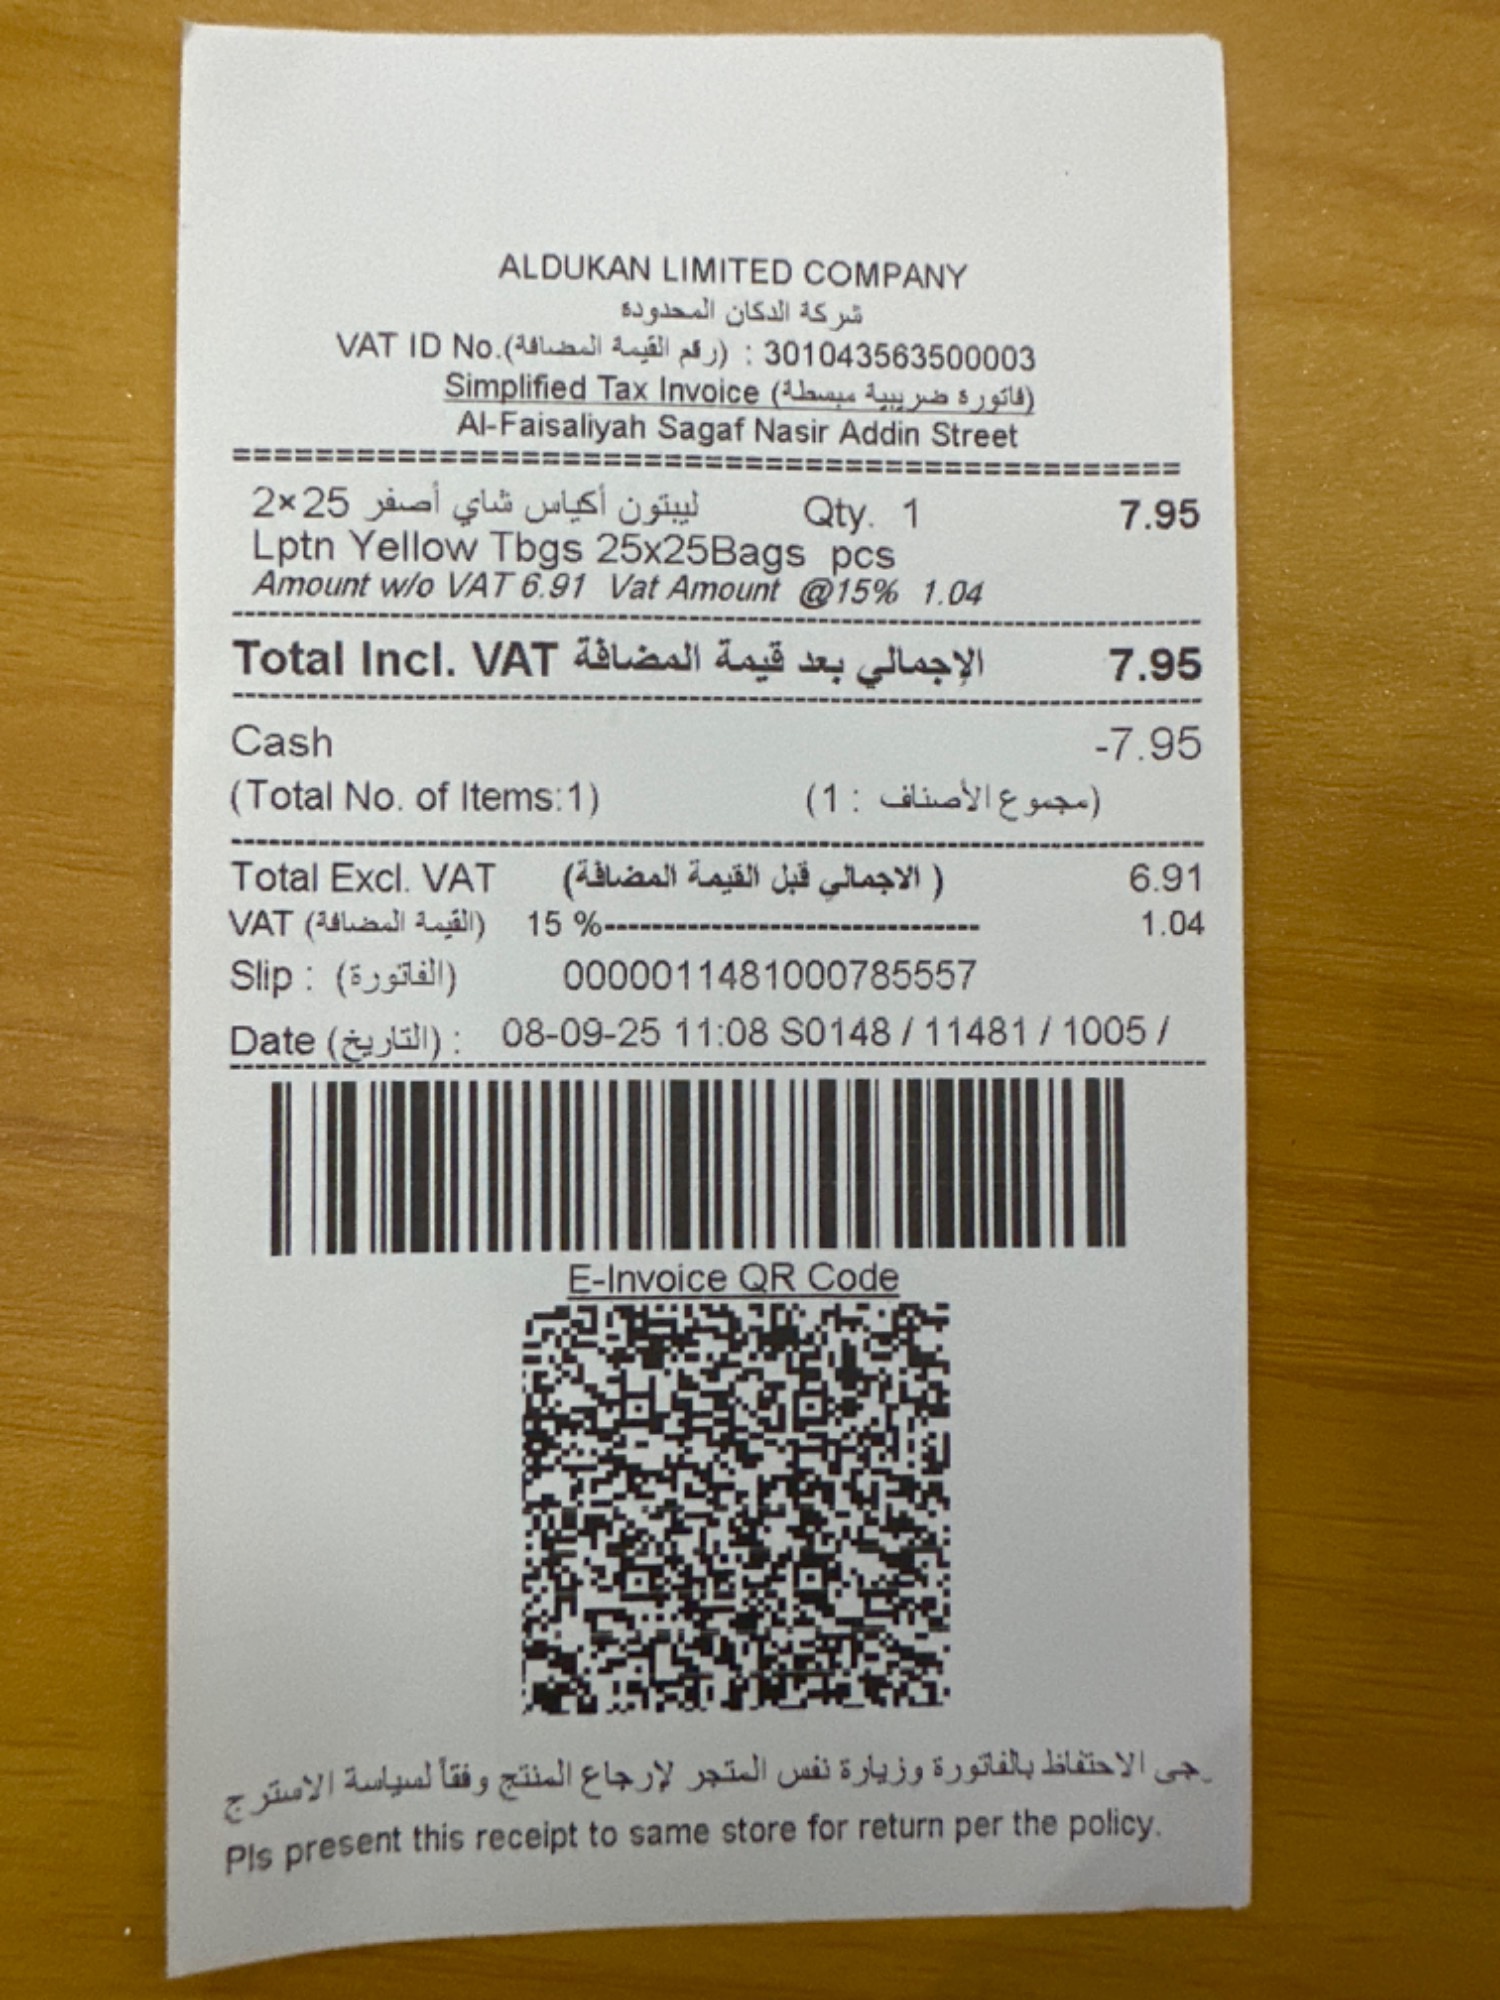 ALDUKAN LIMITED COMPANY
شركة الدكان المحدودة
VAT ID No.(رقم القيمة المضافة) : 301043563500003
Simplified Tax Invoice (فاتورة ضريبية مبسطة)
Al-Faisaliyah Sagaf Nasir Addin Street
==============================================
ليبتون أكياس شاي أصفر 25×2 Qty. 1 7.95
Lptn Yellow Tbgs 25x25Bags pcs
Amount w/o VAT 6.91 Vat Amount @15% 1.04
Total Incl. VAT الإجمالي بعد قيمة المضافة 7.95
Cash -7.95
(Total No. of Items:1) (مجموع الأصناف : 1)
Total Excl. VAT (الاجمالي قبل القيمة المضافة ) 6.91
VAT (القيمة المضافة) 15 %-------------------------------- 1.04
Slip : (الفاتورة) 0000011481000785557
Date (التاريخ) : 08-09-25 11:08 S0148 / 11481 / 1005 /
E-Invoice QR Code
رجى الاحتفاظ بالفاتورة وزيارة نفس المتجر لإرجاع المنتج وفقاً لسياسة الاسترج
Pls present this receipt to same store for return per the policy.